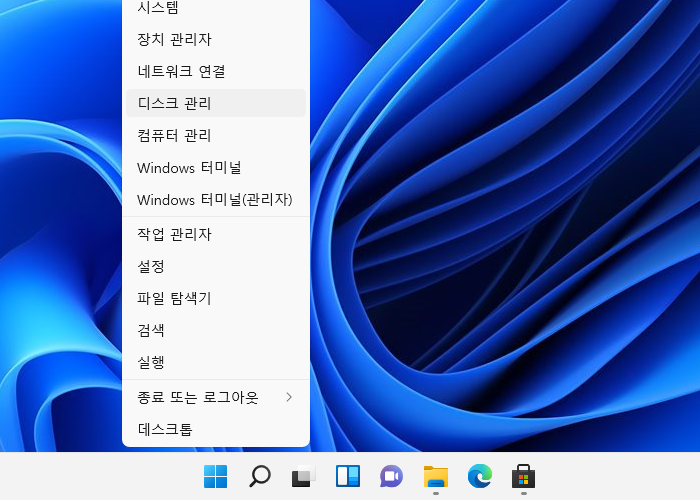 시스템
장치 관리자
네트워크 연결
디스크 관리
컴퓨터 관리
Windows 터미널
Windows 터미널(관리자)
작업 관리자
설정
파일 탐색기
검색
실행
종료 또는 로그아웃
데스크톱